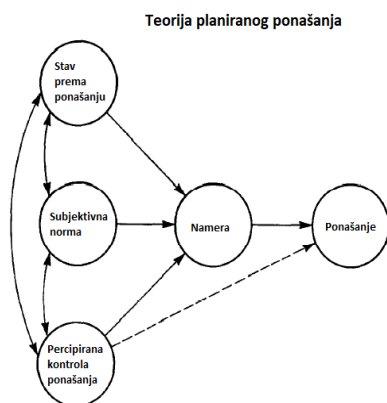 Teorija planiranog ponašanja
Stav
prema
ponašanju
Subjektivna
norma
Namera
Ponašanje
Percipirana
kontrola
ponašanja